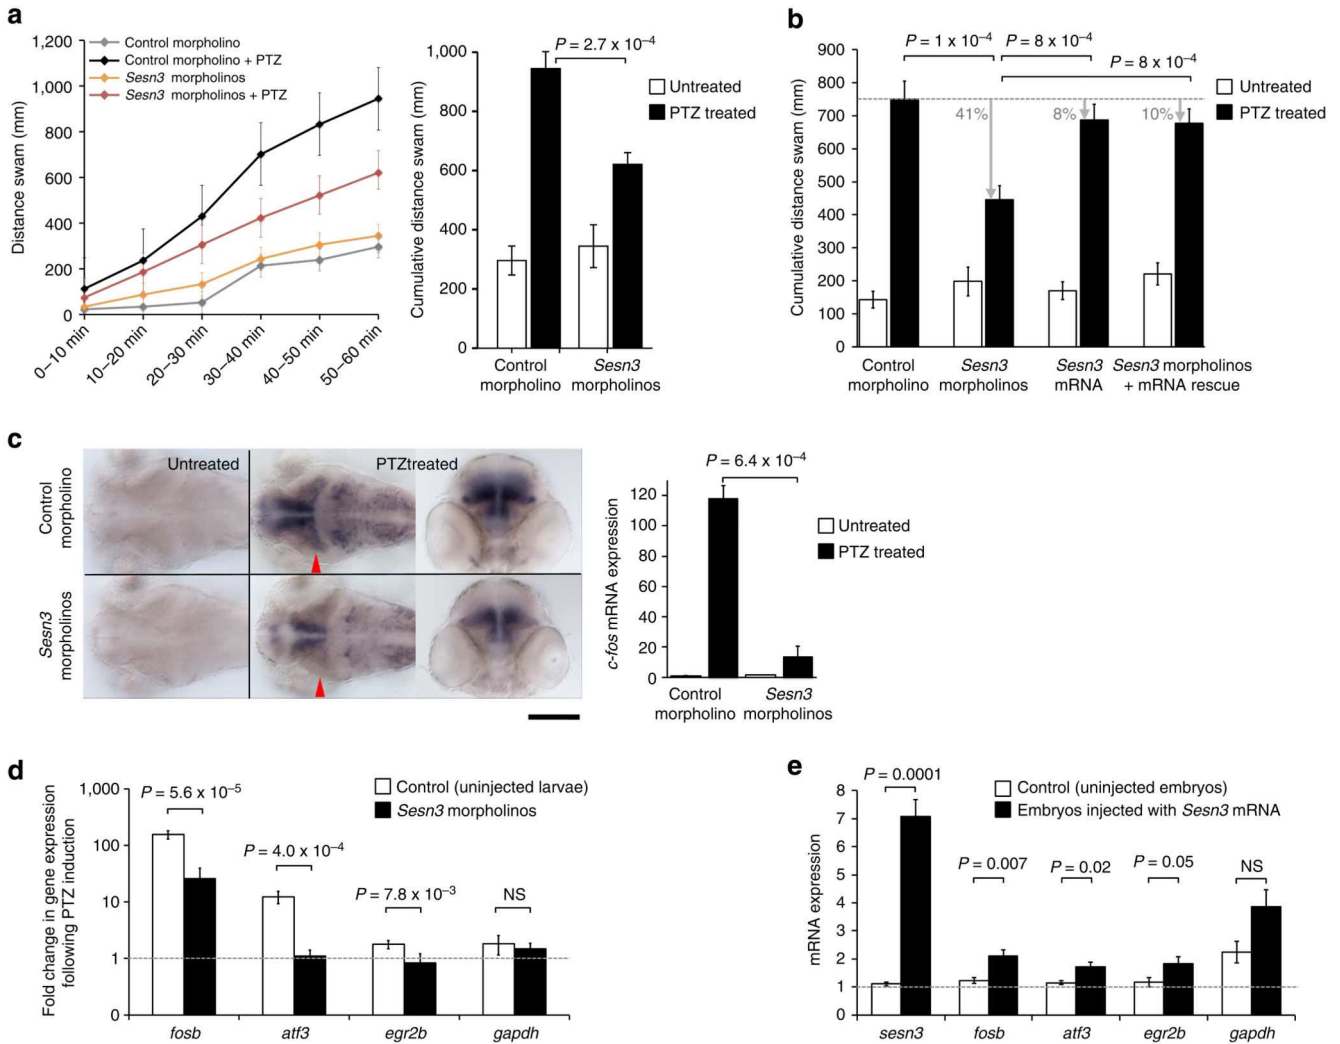 a
1,200
1,000
800
600
400
200
0
Distance swam (mm)
Control morpholino
Control morpholino + PTZ
Sesn3 morpholinos
Sesn3 morpholinos + PTZ
0–10 min
10–20 min
20–30 min
30–40 min
40–50 min
50–60 min
1,000
800
600
400
200
0
Cumulative distance swam (mm)
P = 2.7 x 10–4
Untreated
PTZ treated
Control
morpholino
Sesn3
morpholinos
b
900
800
700
600
500
400
300
200
100
0
Cumulative distance swam (mm)
P = 1 x 10–4
P = 8 x 10–4
P = 8 x 10–4
41%
8%
10%
Untreated
PTZ treated
Control
morpholino
Sesn3
morpholinos
Sesn3
mRNA
Sesn3 morpholinos
+ mRNA rescue
c
Untreated
PTZtreated
Control
morpholino
Sesn3
morpholinos
P = 6.4 x 10–4
120
100
80
60
40
20
0
c-fos mRNA expression
Untreated
PTZ treated
Control
morpholino
Sesn3
morpholinos
d
Fold change in gene expression
following PTZ induction
1,000
100
10
1
0
P = 5.6 x 10–5
P = 4.0 x 10–4
P = 7.8 x 10–3
NS
Control (uninjected larvae)
Sesn3 morpholinos
fosb
atf3
egr2b
gapdh
e
mRNA expression
8
7
6
5
4
3
2
1
0
P = 0.0001
P = 0.007
P = 0.02
P = 0.05
NS
Control (uninjected embryos)
Embryos injected with Sesn3 mRNA
sesn3
fosb
atf3
egr2b
gapdh